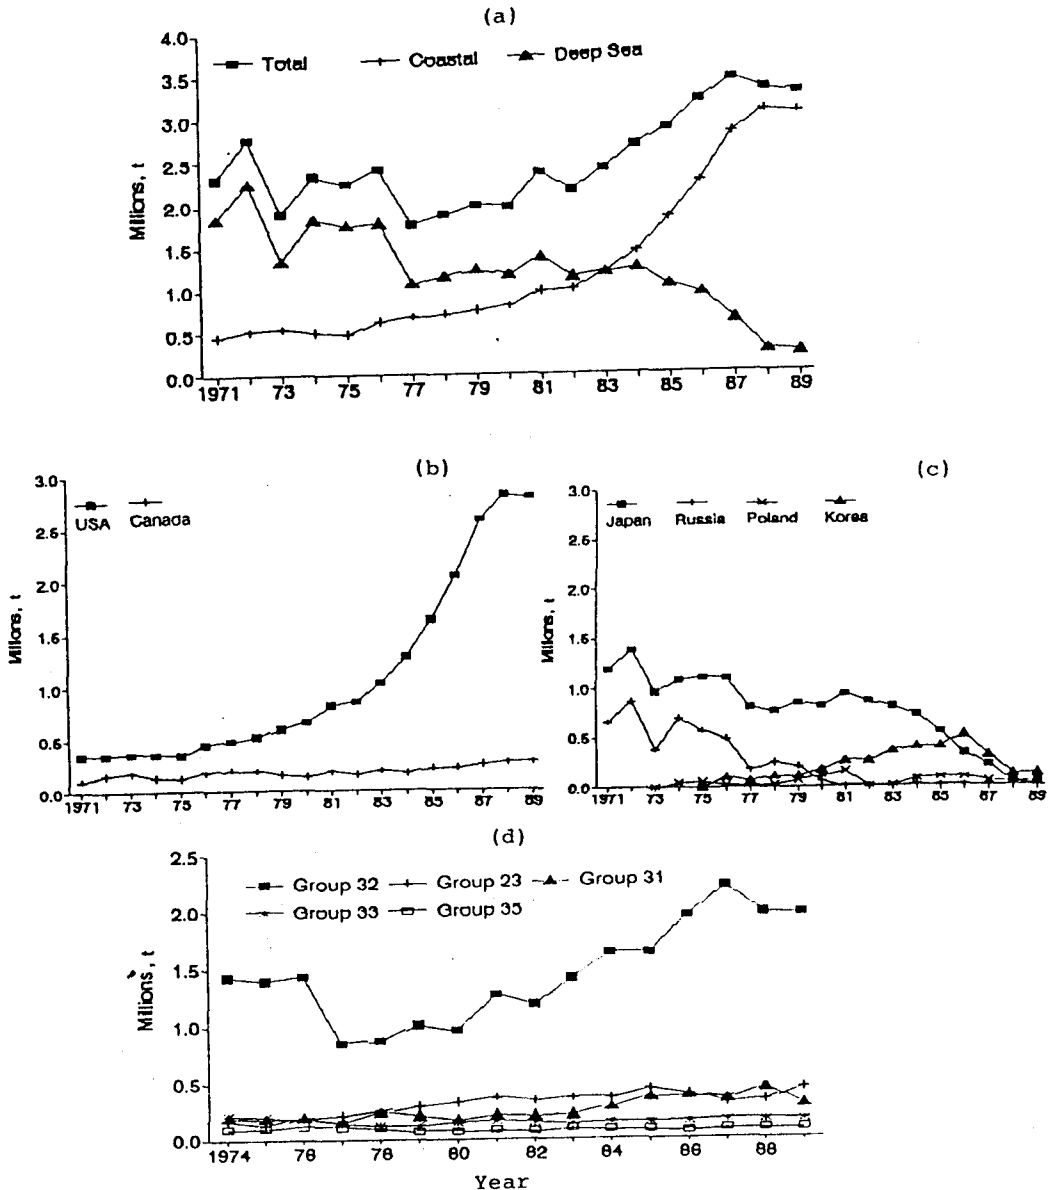 (a)
4.0
Total Coastal Deep Sea
3.5
3.0
2.5
2.0
1.5
1.0
0.5
0.0
Millions, t
1971 73 75 77 79 81 83 85 87 89
(b)
3.0
USA Canada
2.5
2.0
1.5
1.0
0.5
0.0
Millions, t
1971 73 75 77 79 81 83 85 87 89
(c)
3.0
Japan Russia Poland Korea
2.5
2.0
1.5
1.0
0.5
0.0
Millions, t
1971 73 75 77 79 81 83 85 87 89
(d)
2.5
Group 32 Group 23 Group 31
Group 33 Group 35
2.0
1.5
1.0
0.5
0.0
Millions, t
1974 76 78 80 82 84 86 88
Year